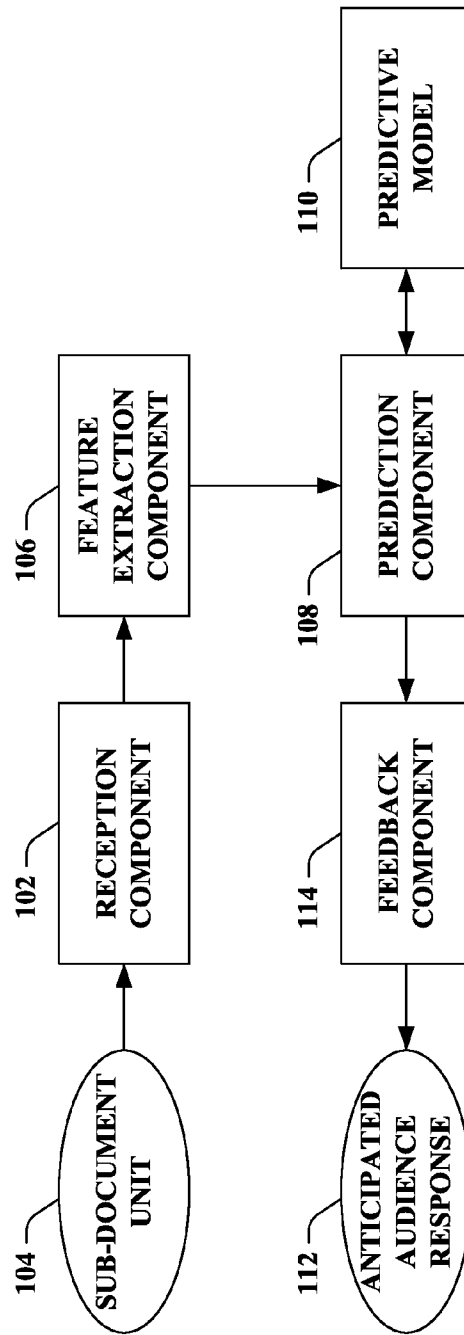 104
SUB-DOCUMENT
UNIT
102
RECEPTION
COMPONENT
106
FEATURE
EXTRACTION
COMPONENT
112
ANTICIPATED
AUDIENCE
RESPONSE
114
FEEDBACK
COMPONENT
108
PREDICTION
COMPONENT
110
PREDICTIVE
MODEL